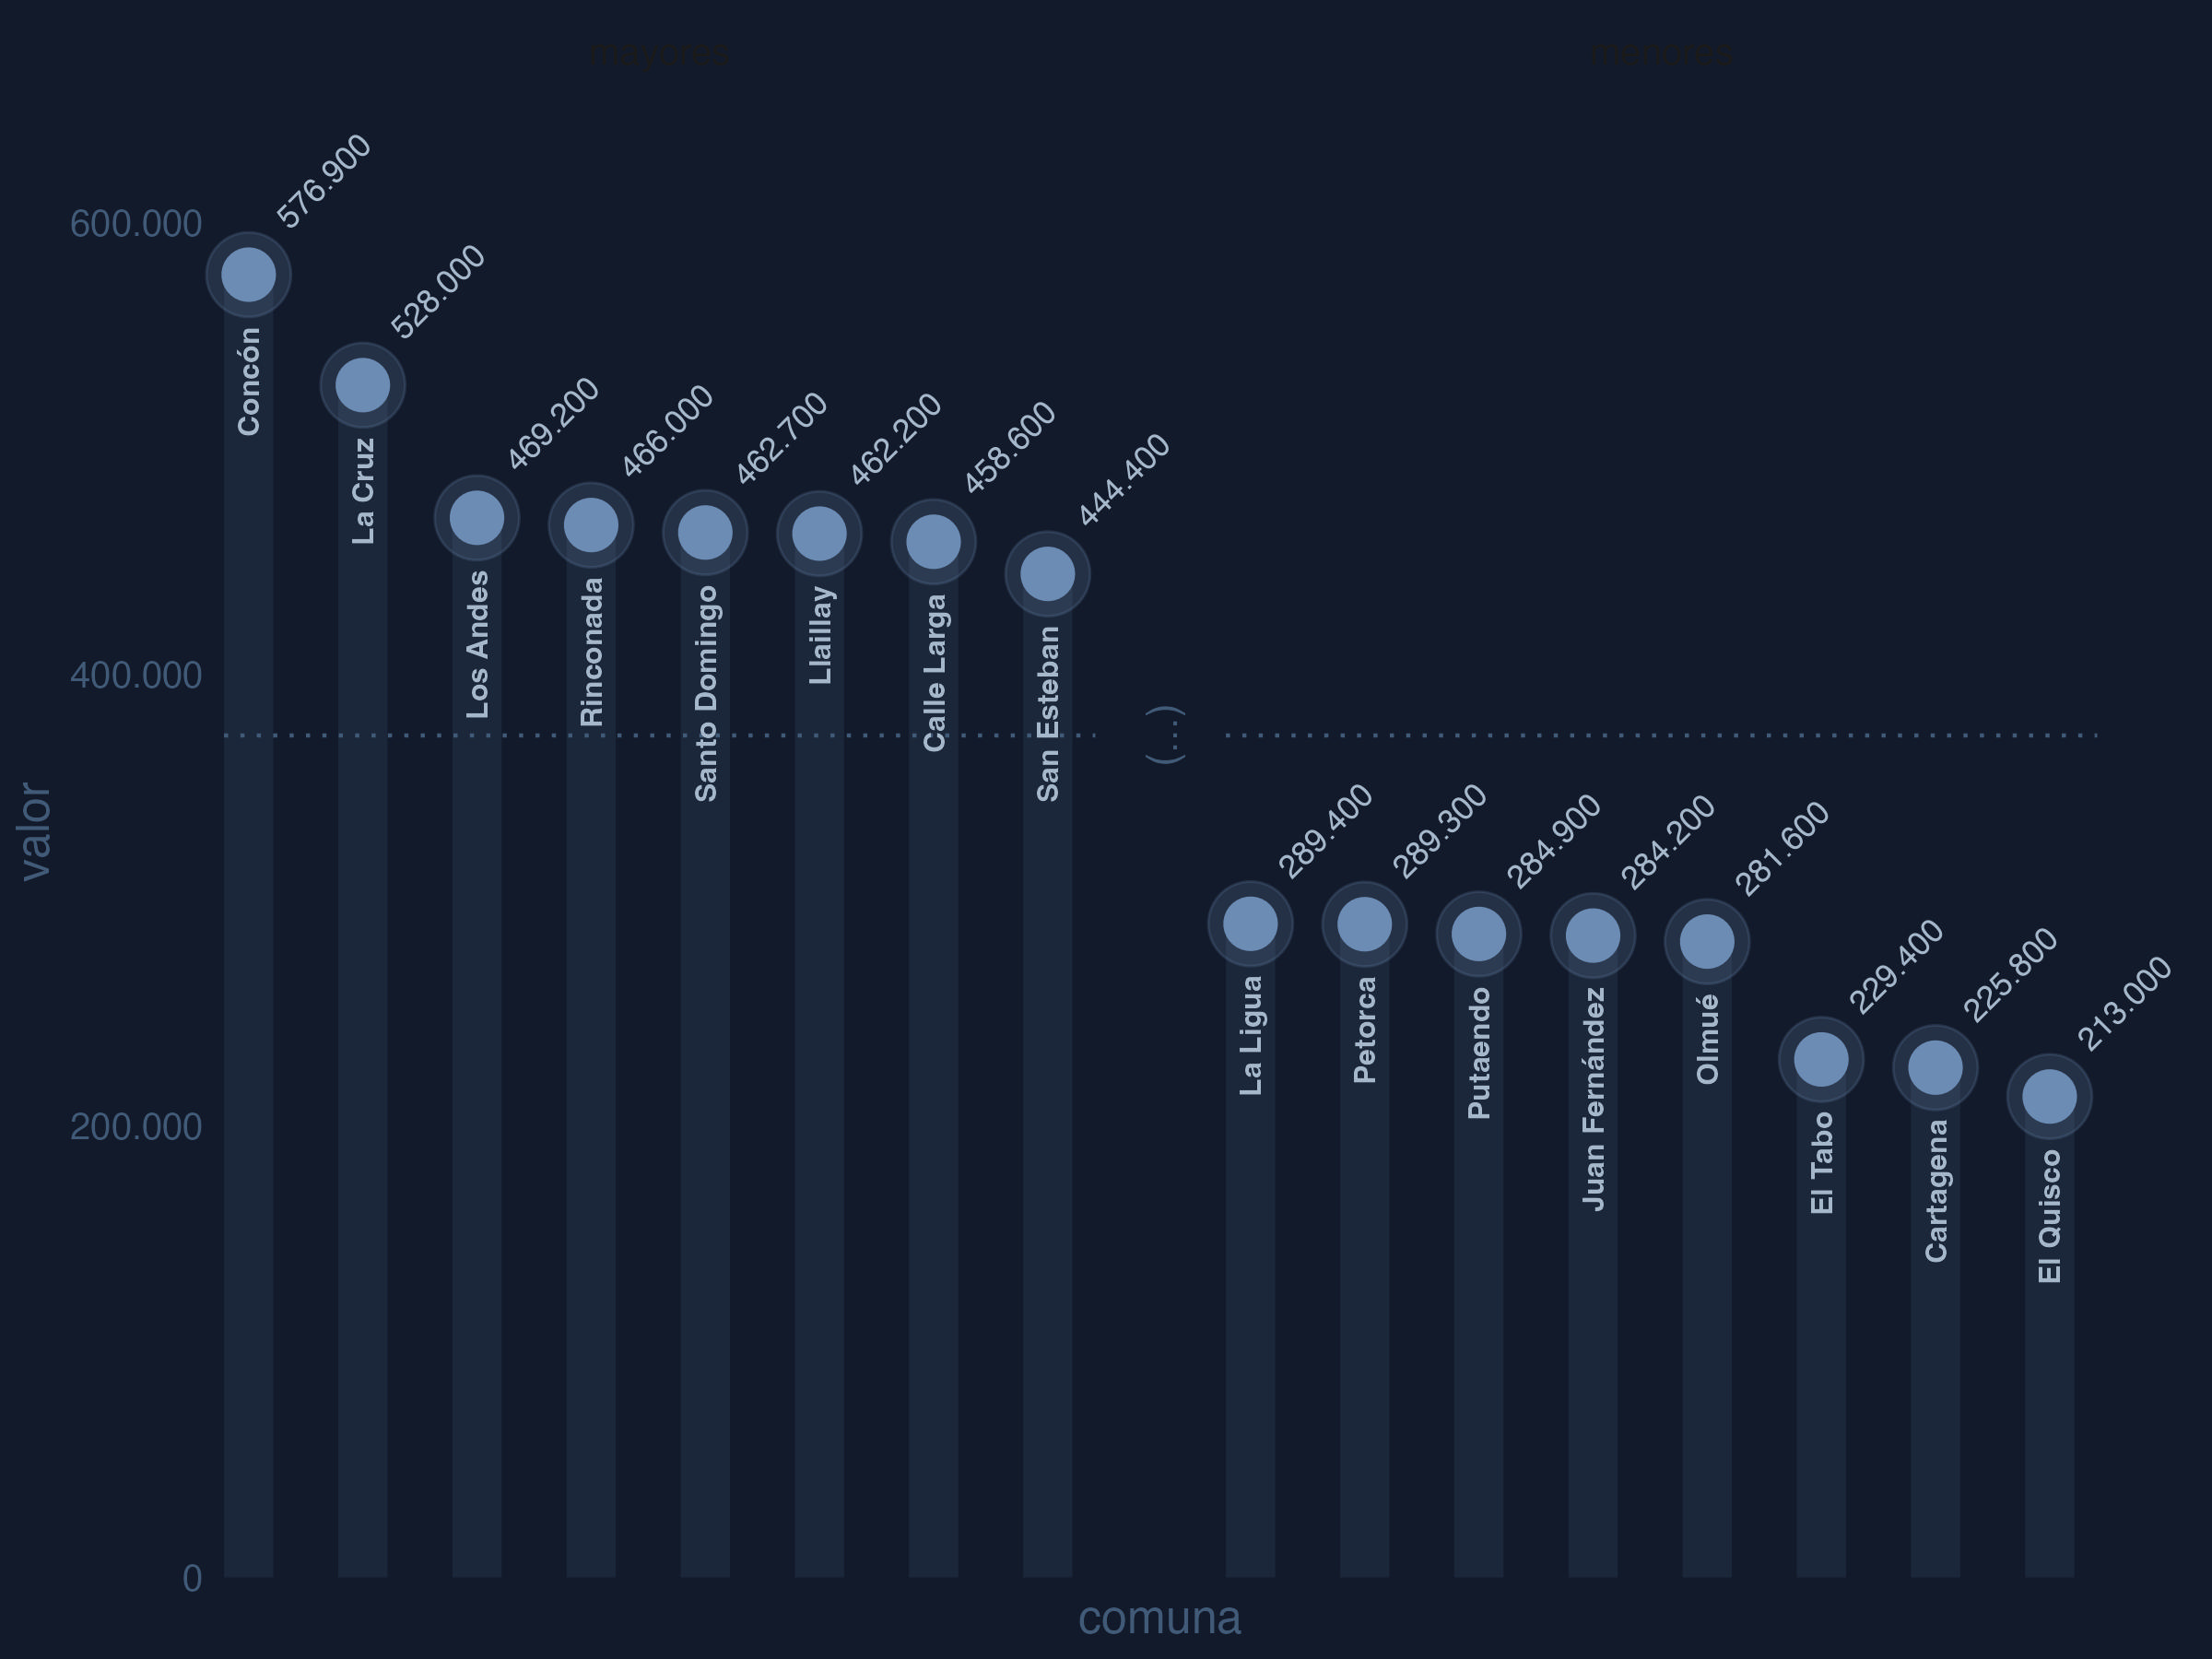 mayores
menores
valor
600.000
400.000
200.000
0
576.900
Concón
528.000
La Cruz
469.200
Los Andes
466.000
Rinconada
462.700
Santo Domingo
462.200
Llaillay
458.600
Calle Larga
444.400
San Esteban
(...)
289.400
La Ligua
289.300
Petorca
284.900
Putaendo
284.200
Juan Fernández
281.600
Olmué
229.400
El Tabo
225.800
Cartagena
213.000
El Quisco
comuna